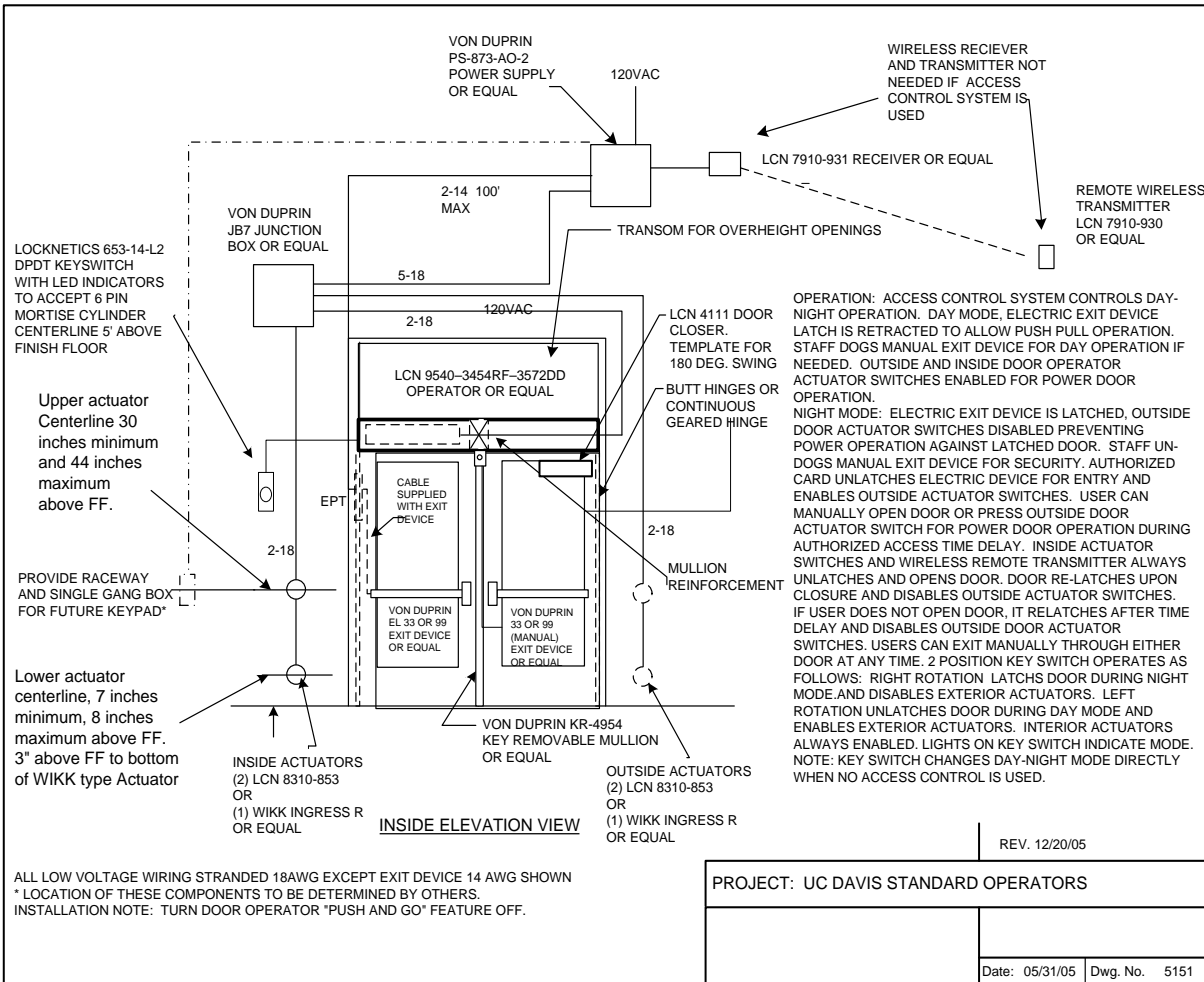 VON DUPRIN
PS-873-AO-2
POWER SUPPLY
OR EQUAL
120VAC
WIRELESS RECIEVER
AND TRANSMITTER NOT
NEEDED IF ACCESS
CONTROL SYSTEM IS
USED
LCN 7910-931 RECEIVER OR EQUAL
REMOTE WIRELESS
TRANSMITTER
LCN 7910-930
OR EQUAL
2-14 100'
MAX
VON DUPRIN
JB7 JUNCTION
BOX OR EQUAL
TRANSOM FOR OVERHEIGHT OPENINGS
LOCKNETICS 653-14-L2
DPDT KEYSWITCH
WITH LED INDICATORS
TO ACCEPT 6 PIN
MORTISE CYLINDER
CENTERLINE 5' ABOVE
FINISH FLOOR
5-18
120VAC
2-18
LCN 4111 DOOR
CLOSER.
TEMPLATE FOR
180 DEG. SWING
LCN 9540–3454RF–3572DD
OPERATOR OR EQUAL
BUTT HINGES OR
CONTINUOUS
GEARED HINGE
Upper actuator
Centerline 30
inches minimum
and 44 inches
maximum
above FF.
EPT
CABLE
SUPPLIED
WITH EXIT
DEVICE
2-18
2-18
MULLION
REINFORCEMENT
PROVIDE RACEWAY
AND SINGLE GANG BOX
FOR FUTURE KEYPAD*
VON DUPRIN
EL 33 OR 99
EXIT DEVICE
OR EQUAL
VON DUPRIN
33 OR 99
(MANUAL)
EXIT DEVICE
OR EQUAL
Lower actuator
centerline, 7 inches
minimum, 8 inches
maximum above FF.
3" above FF to bottom
of WIKK type Actuator
VON DUPRIN KR-4954
KEY REMOVABLE MULLION
OR EQUAL
INSIDE ACTUATORS
(2) LCN 8310-853
OR
(1) WIKK INGRESS R
OR EQUAL
OUTSIDE ACTUATORS
(2) LCN 8310-853
OR
(1) WIKK INGRESS R
OR EQUAL
INSIDE ELEVATION VIEW
OPERATION: ACCESS CONTROL SYSTEM CONTROLS DAY-
NIGHT OPERATION. DAY MODE, ELECTRIC EXIT DEVICE
LATCH IS RETRACTED TO ALLOW PUSH PULL OPERATION.
STAFF DOGS MANUAL EXIT DEVICE FOR DAY OPERATION IF
NEEDED. OUTSIDE AND INSIDE DOOR OPERATOR
ACTUATOR SWITCHES ENABLED FOR POWER DOOR
OPERATION.
NIGHT MODE: ELECTRIC EXIT DEVICE IS LATCHED, OUTSIDE
DOOR ACTUATOR SWITCHES DISABLED PREVENTING
POWER OPERATION AGAINST LATCHED DOOR. STAFF UN-
DOGS MANUAL EXIT DEVICE FOR SECURITY. AUTHORIZED
CARD UNLATCHES ELECTRIC DEVICE FOR ENTRY AND
ENABLES OUTSIDE ACTUATOR SWITCHES. USER CAN
MANUALLY OPEN DOOR OR PRESS OUTSIDE DOOR
ACTUATOR SWITCH FOR POWER DOOR OPERATION DURING
AUTHORIZED ACCESS TIME DELAY. INSIDE ACTUATOR
SWITCHES AND WIRELESS REMOTE TRANSMITTER ALWAYS
UNLATCHES AND OPENS DOOR. DOOR RE-LATCHES UPON
CLOSURE AND DISABLES OUTSIDE ACTUATOR SWITCHES.
IF USER DOES NOT OPEN DOOR, IT RELATCHES AFTER TIME
DELAY AND DISABLES OUTSIDE DOOR ACTUATOR
SWITCHES. USERS CAN EXIT MANUALLY THROUGH EITHER
DOOR AT ANY TIME. 2 POSITION KEY SWITCH OPERATES AS
FOLLOWS: RIGHT ROTATION LATCHS DOOR DURING NIGHT
MODE.AND DISABLES EXTERIOR ACTUATORS. LEFT
ROTATION UNLATCHES DOOR DURING DAY MODE AND
ENABLES EXTERIOR ACTUATORS. INTERIOR ACTUATORS
ALWAYS ENABLED. LIGHTS ON KEY SWITCH INDICATE MODE.
NOTE: KEY SWITCH CHANGES DAY-NIGHT MODE DIRECTLY
WHEN NO ACCESS CONTROL IS USED.
ALL LOW VOLTAGE WIRING STRANDED 18AWG EXCEPT EXIT DEVICE 14 AWG SHOWN
* LOCATION OF THESE COMPONENTS TO BE DETERMINED BY OTHERS.
INSTALLATION NOTE: TURN DOOR OPERATOR "PUSH AND GO" FEATURE OFF.
REV. 12/20/05
PROJECT: UC DAVIS STANDARD OPERATORS
Date: 05/31/05 Dwg. No. 5151